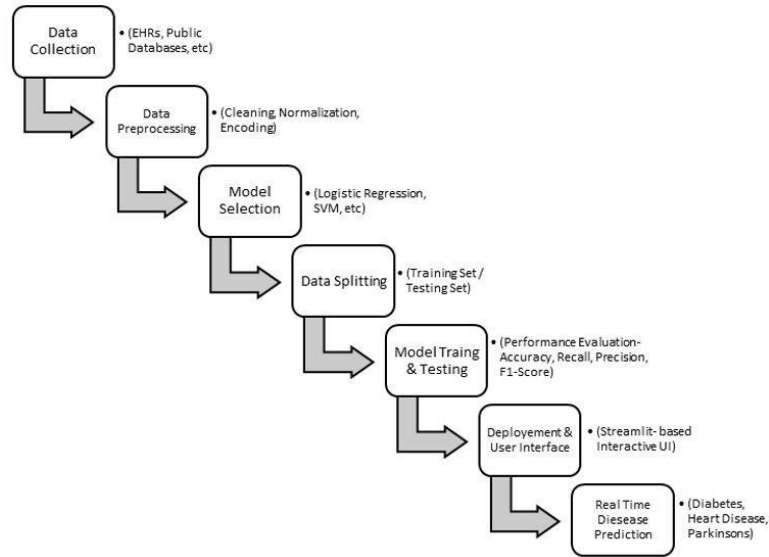 Data
Collection
• (EHRs, Public
Databases, etc)
Data
Preprocessing
• (Cleaning, Normalization,
Encoding)
Model
Selection
• (Logistic Regression,
SVM, etc)
Data Splitting
• (Training Set /
Testing Set)
Model Traing
& Testing
• (Performance Evaluation-
Accuracy, Recall, Precision,
F1-Score)
Deployement &
User Interface
• (Streamlit- based
Interactive UI)
Real Time
Diesease
Prediction
• (Diabetes,
Heart Disease,
Parkinsons)